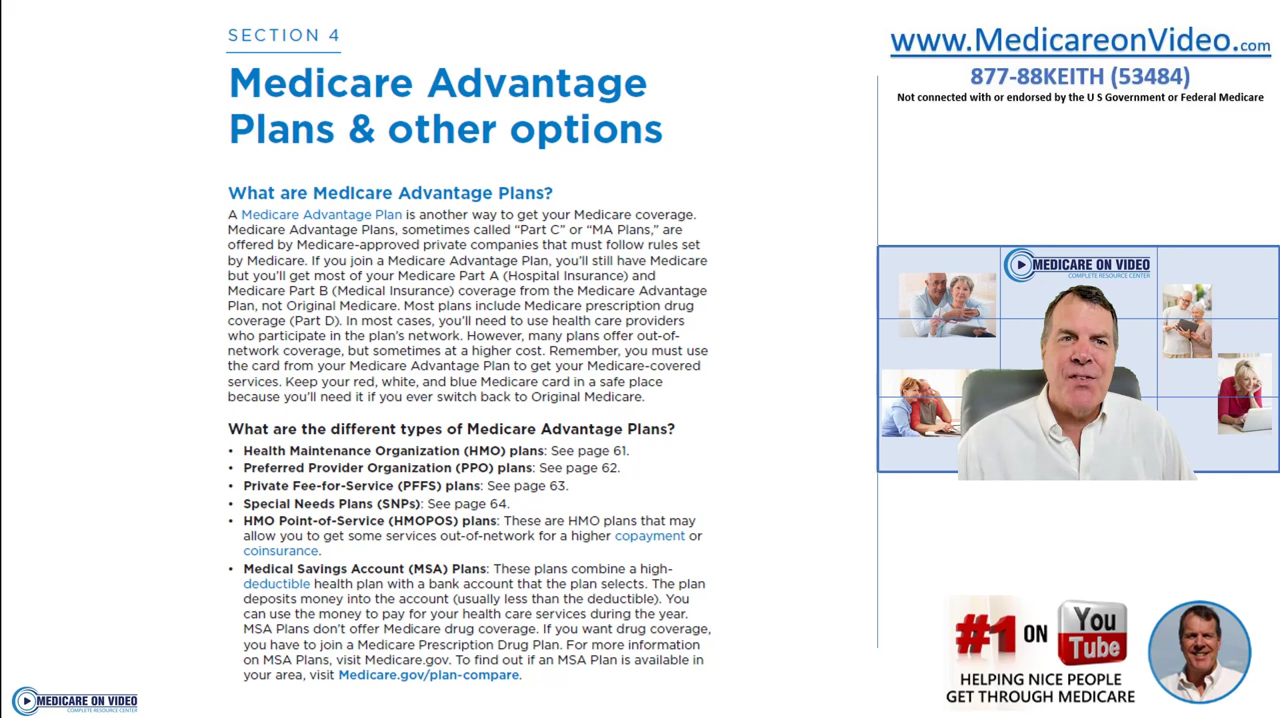 SECTION 4
Medicare Advantage
Plans & other options
What are MedIcare Advantage Plans?
A Medicare Advantage Plan is another way to get your Medicare coverage.
Medicare Advantage Plans, sometimes called “Part C” or “MA Plans,” are
offered by Medicare-approved private companies that must follow rules set
by Medicare. If you join a Medicare Advantage Plan, you’ll still have Medicare
but you’ll get most of your Medicare Part A (Hospital Insurance) and
Medicare Part B (Medical Insurance) coverage from the Medicare Advantage
Plan, not Original Medicare. Most plans include Medicare prescription drug
coverage (Part D). In most cases, you’ll need to use health care providers
who participate in the plan’s network. However, many plans offer out-of-
network coverage, but sometimes at a higher cost. Remember, you must use
the card from your Medicare Advantage Plan to get your Medicare-covered
services. Keep your red, white, and blue Medicare card in a safe place
because you’ll need it if you ever switch back to Original Medicare.
What are the different types of Medicare Advantage Plans?
• Health Maintenance Organization (HMO) plans: See page 61.
• Preferred Provider Organization (PPO) plans: See page 62.
• Private Fee-for-Service (PFFS) plans: See page 63.
• Special Needs Plans (SNPs): See page 64.
• HMO Point-of-Service (HMOPOS) plans: These are HMO plans that may
allow you to get some services out-of-network for a higher copayment or
coinsurance.
• Medical Savings Account (MSA) Plans: These plans combine a high-
deductible health plan with a bank account that the plan selects. The plan
deposits money into the account (usually less than the deductible). You
can use the money to pay for your health care services during the year.
MSA Plans don’t offer Medicare drug coverage. If you want drug coverage,
you have to join a Medicare Prescription Drug Plan. For more information
on MSA Plans, visit Medicare.gov. To find out if an MSA Plan is available in
your area, visit Medicare.gov/plan-compare.
MEDICARE ON VIDEO
COMPLETE RESOURCE CENTER
www.MedicareonVideo.com
877-88KEITH (53484)
Not connected with or endorsed by the U S Government or Federal Medicare
MEDICARE ON VIDEO
COMPLETE RESOURCE CENTER
#1 ON You Tube
HELPING NICE PEOPLE
GET THROUGH MEDICARE